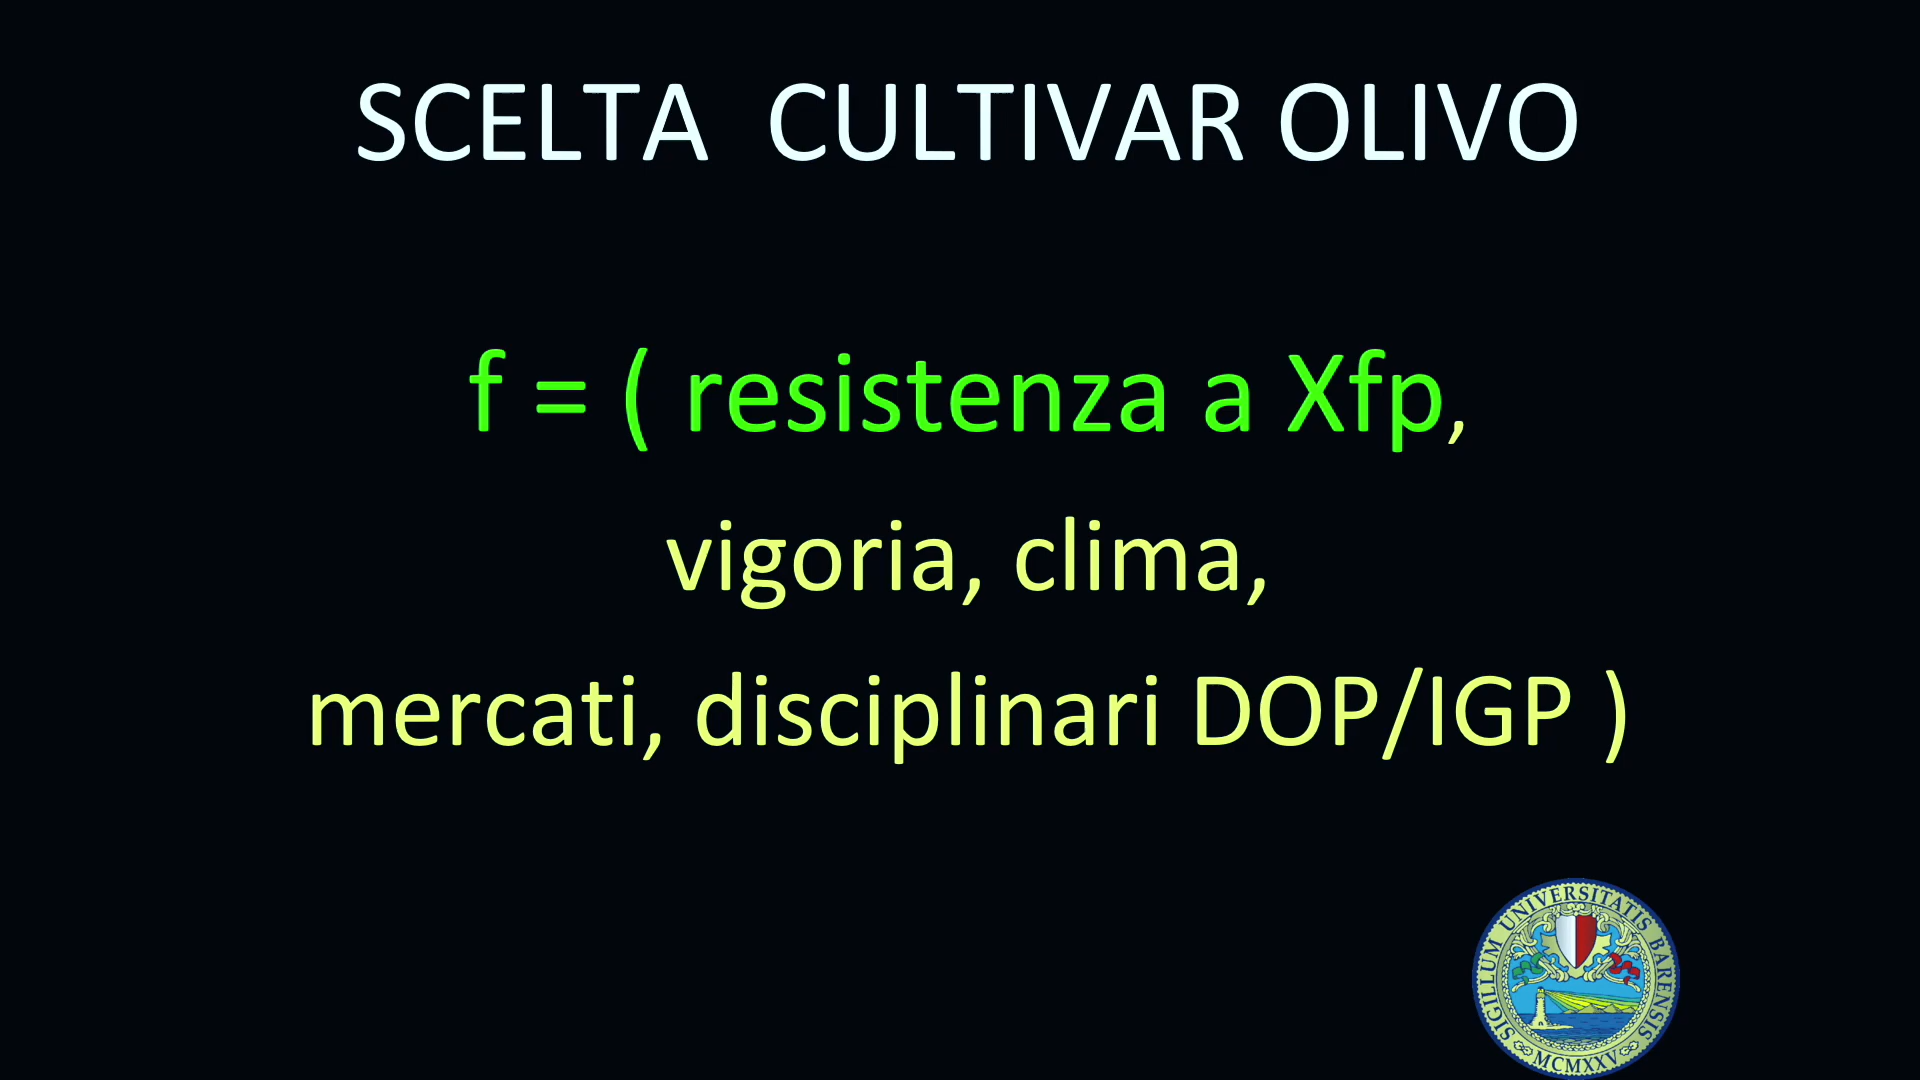 SCELTA CULTIVAR OLIVO
f = ( resistenza a Xfp,
vigoria, clima,
mercati, disciplinari DOP/IGP )
SIGILLUM UNIVERSITATIS BARENSIS
MCMXXV